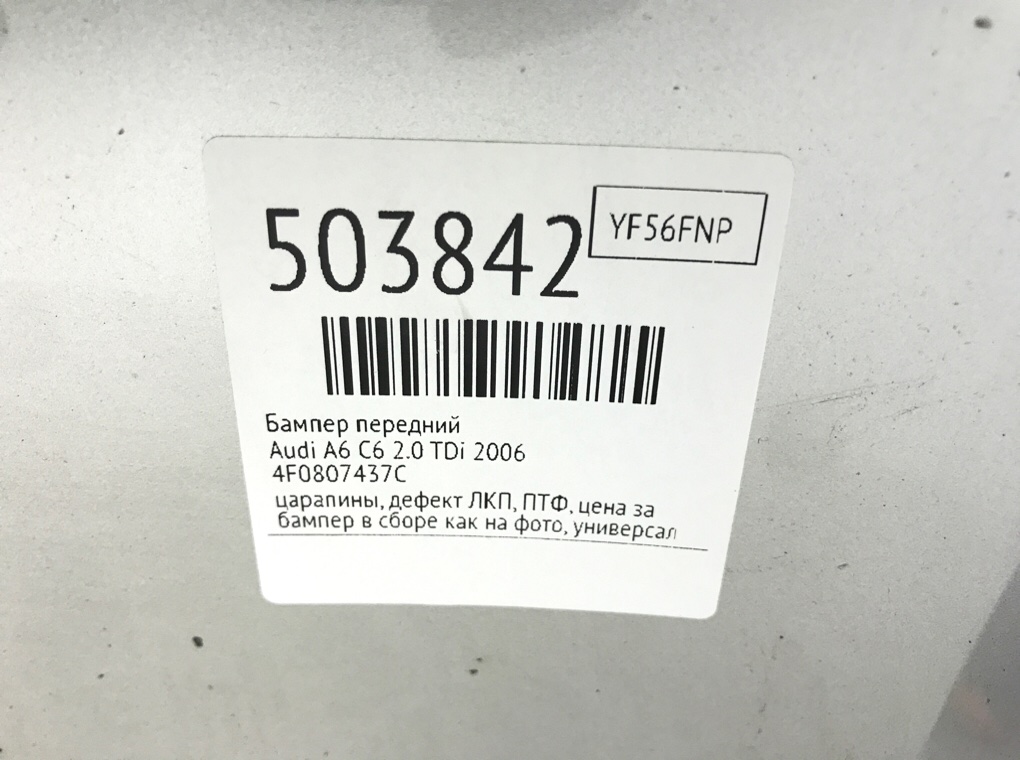 503842
YF56FNP
Бампер передний
Audi A6 C6 2.0 TDi 2006
4F0807437C
царапины, дефект ЛКП, ПТФ, цена за
бампер в сборе как на фото, универсал